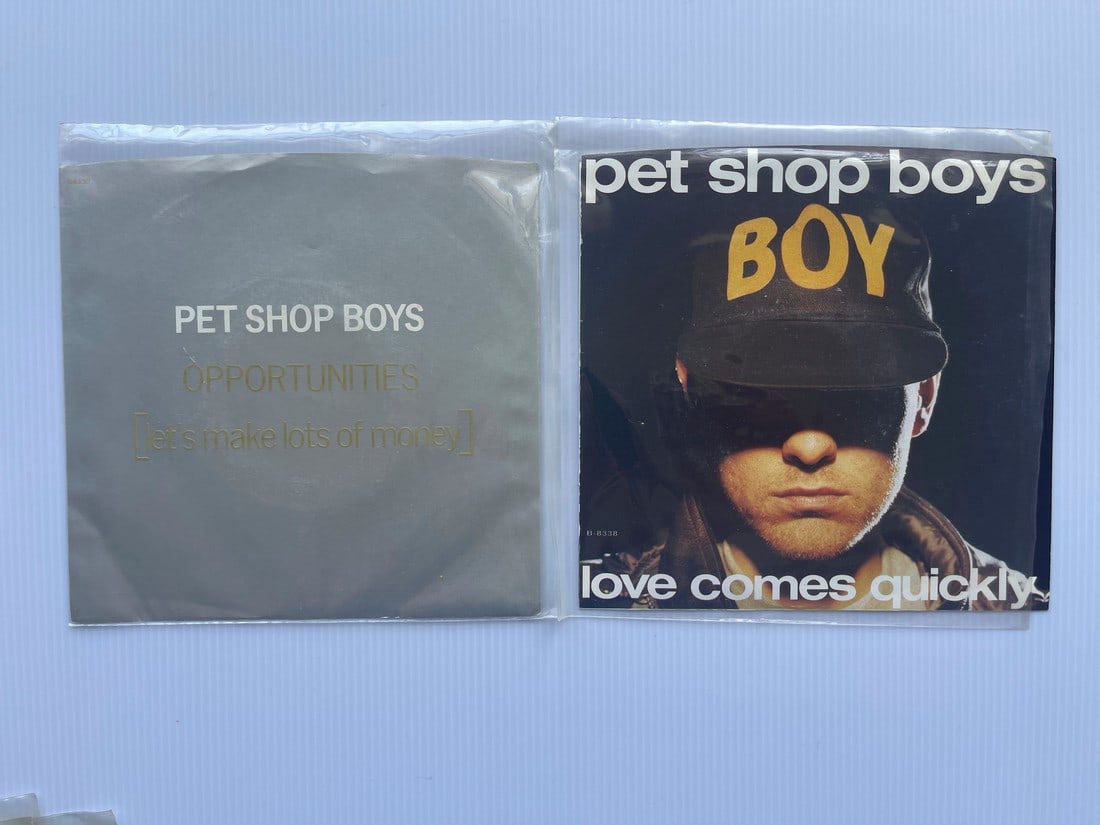 PET SHOP BOYS
OPPORTUNITIES
[let's make lots of money]
pet shop boys
BOY
B-8338
love comes quickly